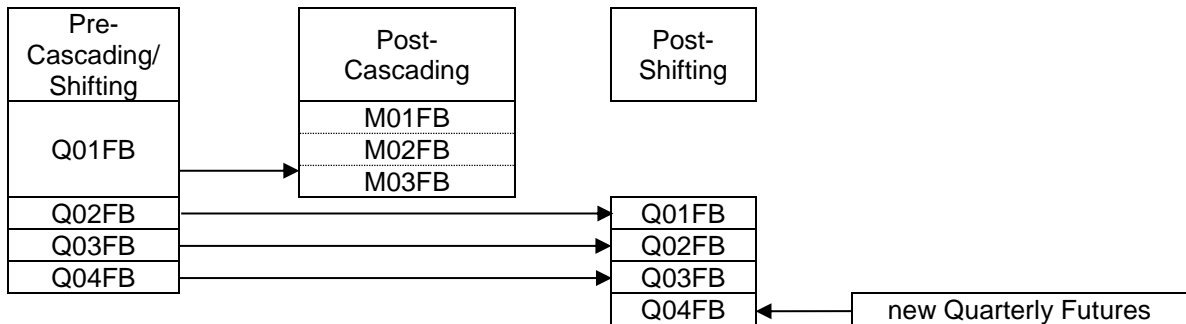 Pre-
Cascading/
Shifting
Post-
Cascading
Post-
Shifting
Q01FB
M01FB
M02FB
M03FB
Q02FB
Q01FB
Q03FB
Q02FB
Q04FB
Q03FB
Q04FB
new Quarterly Futures